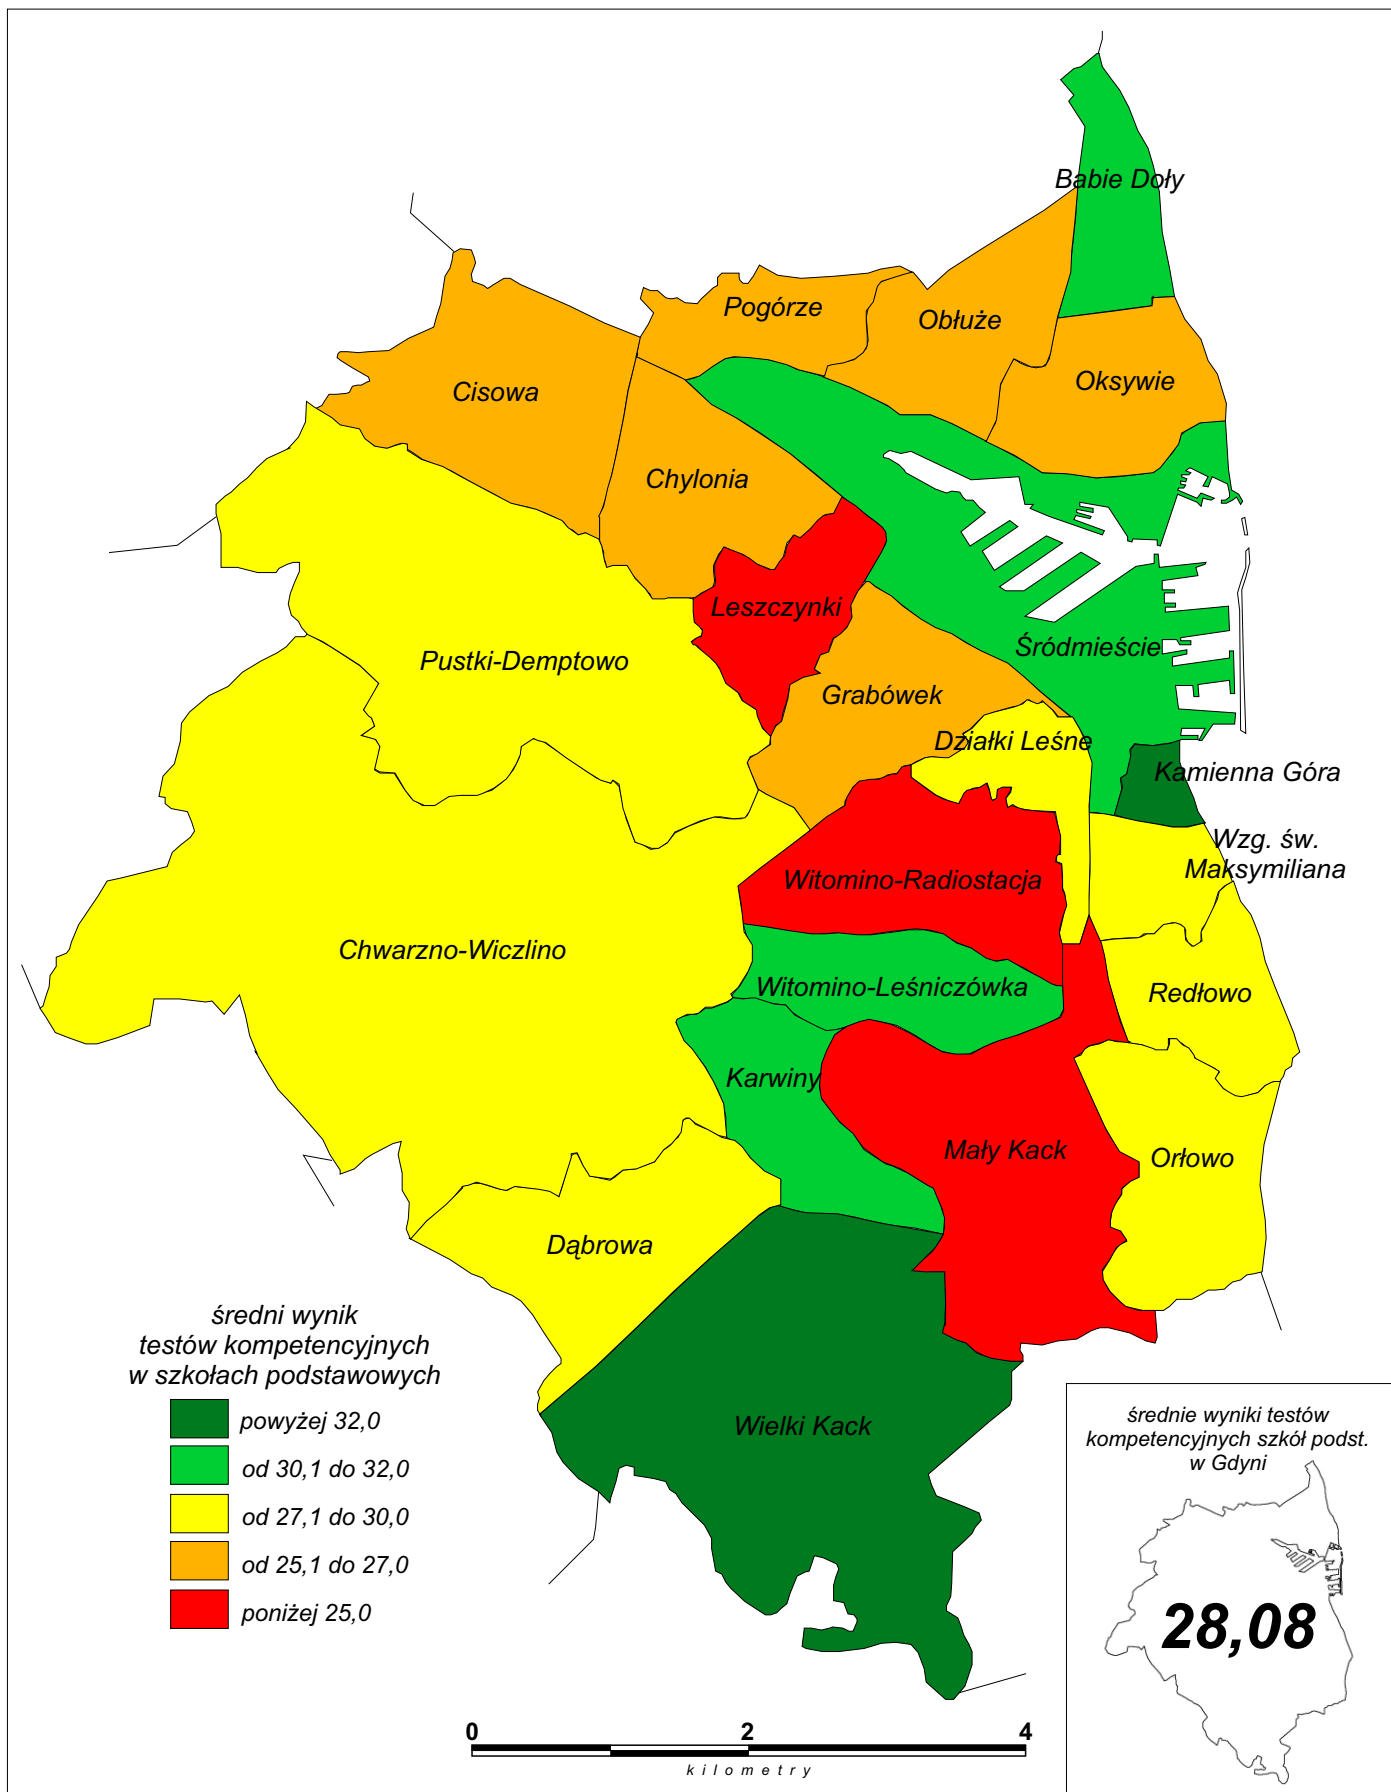 Babie Doły
Pogórze
Obłuże
Cisowa
Oksywie
Chylonia
Leszczynki
Śródmieście
Pustki-Demptowo
Grabówek
Działki Leśne
Kamienna Góra
Wzg. św.
Maksymiliana
Witomino-Radiostacja
Chwarzno-Wiczlino
Witomino-Leśniczówka
Redłowo
Karwiny
Mały Kack
Orłowo
Dąbrowa
Wielki Kack
średni wynik
testów kompetencyjnych
w szkołach podstawowych
powyżej 32,0
od 30,1 do 32,0
od 27,1 do 30,0
od 25,1 do 27,0
poniżej 25,0
średnie wyniki testów
kompetencyjnych szkół podst.
w Gdyni
28,08
0 2 4
kilometry